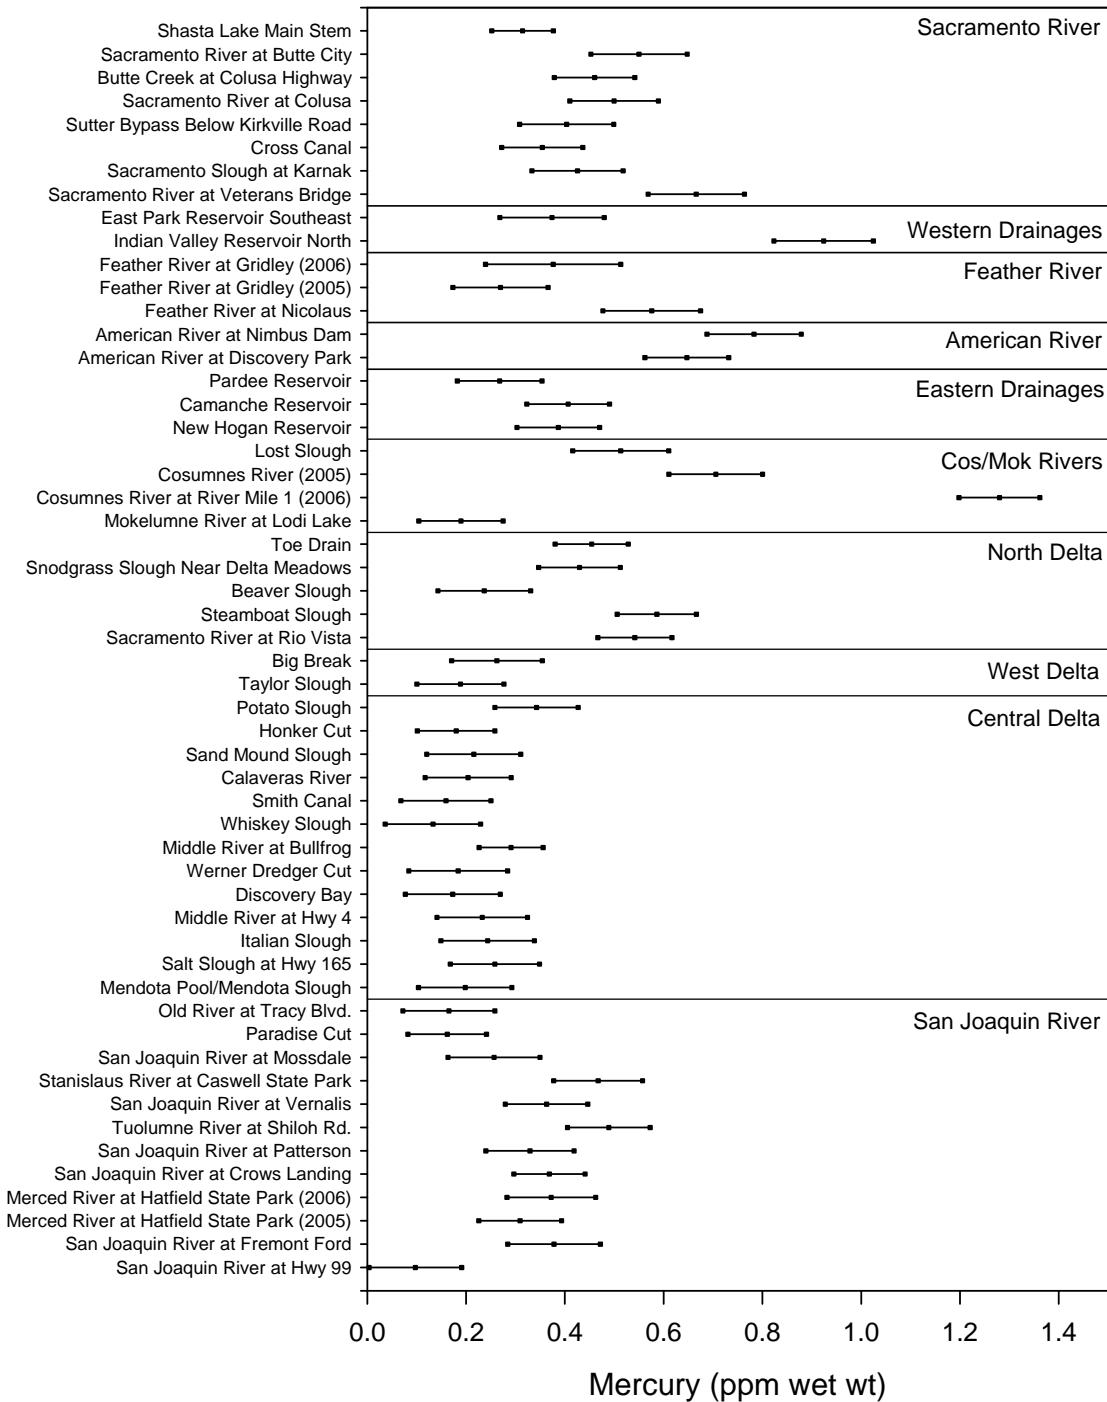 Shasta Lake Main Stem
Sacramento River
Sacramento River at Butte City
Butte Creek at Colusa Highway
Sacramento River at Colusa
Sutter Bypass Below Kirkville Road
Cross Canal
Sacramento Slough at Karnak
Sacramento River at Veterans Bridge
East Park Reservoir Southeast
Western Drainages
Indian Valley Reservoir North
Feather River at Gridley (2006)
Feather River
Feather River at Gridley (2005)
Feather River at Nicolaus
American River at Nimbus Dam
American River
American River at Discovery Park
Pardee Reservoir
Eastern Drainages
Camanche Reservoir
New Hogan Reservoir
Lost Slough
Cos/Mok Rivers
Cosumnes River (2005)
Cosumnes River at River Mile 1 (2006)
Mokelumne River at Lodi Lake
Toe Drain
North Delta
Snodgrass Slough Near Delta Meadows
Beaver Slough
Steamboat Slough
Sacramento River at Rio Vista
Big Break
West Delta
Taylor Slough
Potato Slough
Central Delta
Honker Cut
Sand Mound Slough
Calaveras River
Smith Canal
Whiskey Slough
Middle River at Bullfrog
Werner Dredger Cut
Discovery Bay
Middle River at Hwy 4
Italian Slough
Salt Slough at Hwy 165
Mendota Pool/Mendota Slough
Old River at Tracy Blvd.
San Joaquin River
Paradise Cut
San Joaquin River at Mossdale
Stanislaus River at Caswell State Park
San Joaquin River at Vernalis
Tuolumne River at Shiloh Rd.
San Joaquin River at Patterson
San Joaquin River at Crows Landing
Merced River at Hatfield State Park (2006)
Merced River at Hatfield State Park (2005)
San Joaquin River at Fremont Ford
San Joaquin River at Hwy 99
0.0 0.2 0.4 0.6 0.8 1.0 1.2 1.4
Mercury (ppm wet wt)